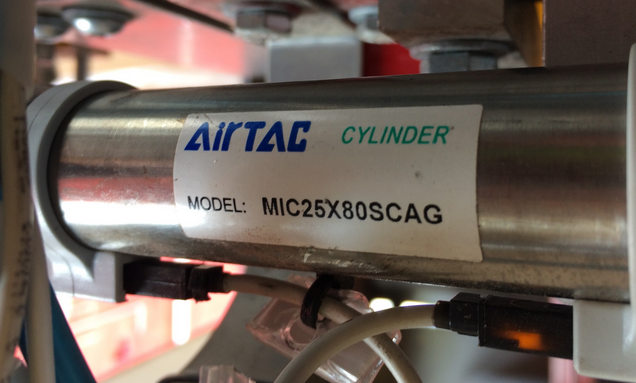 AirTAC CYLINDER
MODEL: MIC25X80SCAG